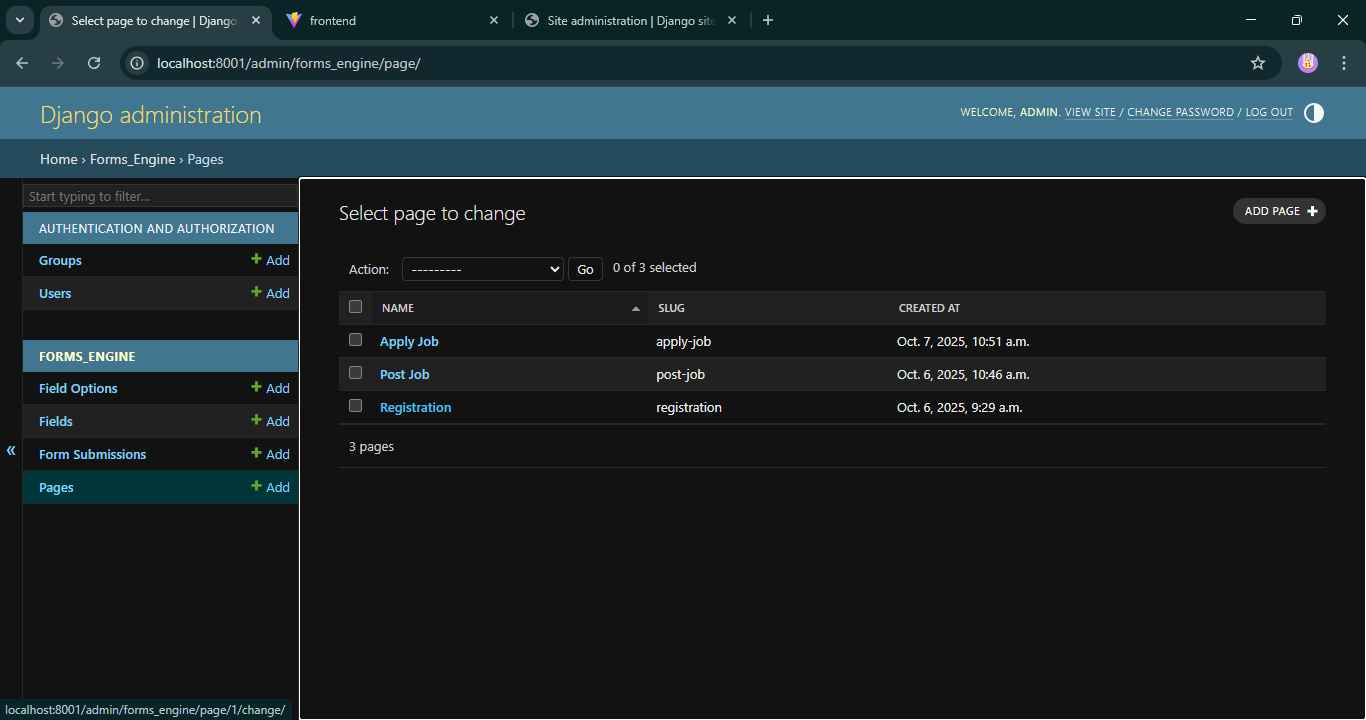 Select page to change | Django
frontend
Site administration | Django site
localhost:8001/admin/forms_engine/page/
Django administration
WELCOME, ADMIN. VIEW SITE / CHANGE PASSWORD / LOG OUT
Home › Forms_Engine › Pages
Start typing to filter...
AUTHENTICATION AND AUTHORIZATION
Groups + Add
Users + Add
FORMS_ENGINE
Field Options + Add
Fields + Add
Form Submissions + Add
Pages + Add
«
Select page to change
ADD PAGE +
Action: --------- Go 0 of 3 selected
NAME SLUG CREATED AT
Apply Job apply-job Oct. 7, 2025, 10:51 a.m.
Post Job post-job Oct. 6, 2025, 10:46 a.m.
Registration registration Oct. 6, 2025, 9:29 a.m.
3 pages
localhost:8001/admin/forms_engine/page/1/change/